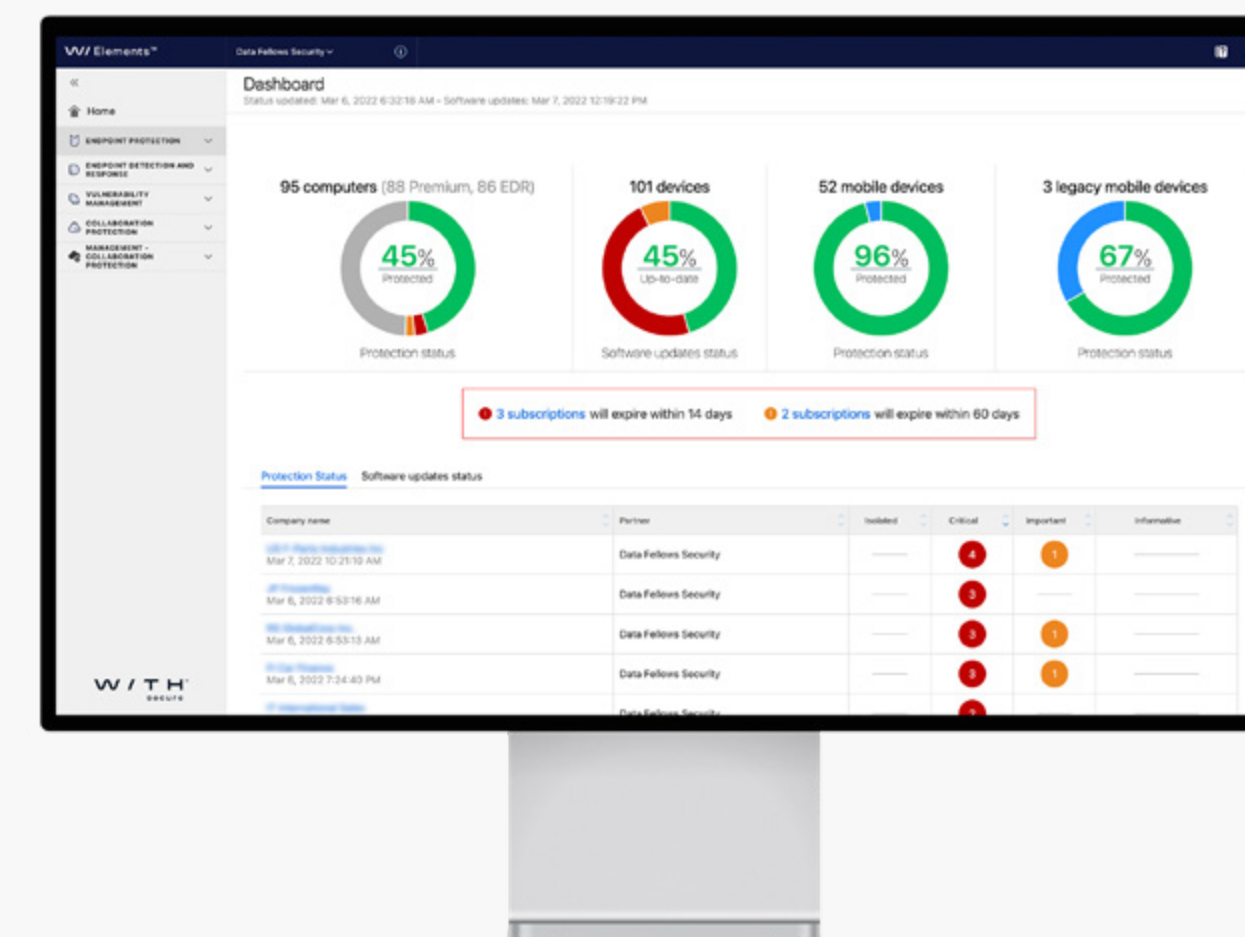 W/ Elements™
Data Fellows Security
Dashboard
Status updated: Mar 6, 2022 6:32:18 AM - Software updates: Mar 7, 2022 12:19:22 PM
Home
ENDPOINT PROTECTION
ENDPOINT DETECTION AND
RESPONSE
VULNERABILITY
MANAGEMENT
COLLABORATION
PROTECTION
MANAGEMENT -
COLLABORATION
PROTECTION
95 computers (88 Premium, 86 EDR)
45%
Protected
Protection status
101 devices
45%
Up-to-date
Software updates status
52 mobile devices
96%
Protected
Protection status
3 legacy mobile devices
67%
Protected
Protection status
3 subscriptions will expire within 14 days
2 subscriptions will expire within 60 days
Protection Status Software updates status
Company name Partner Isolated Critical Important Informative
Mar 7, 2022 10:21:19 AM Data Fellows Security 4 1
Mar 6, 2022 6:53:16 AM Data Fellows Security 3
Mar 6, 2022 6:53:13 AM Data Fellows Security 3 1
Mar 6, 2022 7:24:40 PM Data Fellows Security 3 1
Data Fellows Security
W / T H
secure